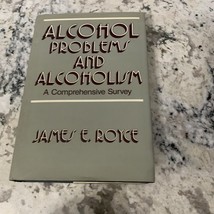 ALCOHOL
PROBLEMS
AND
ALCOHOLISM
A Comprehensive Survey
JAMES E. ROYCE